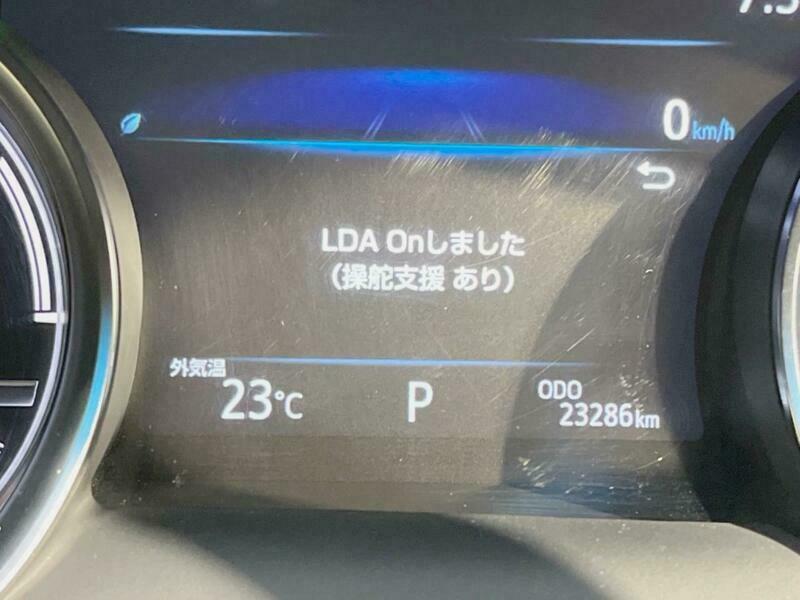 0km/h
LDA Onしました
(操舵支援 あり)
外気温
23℃
P
ODO
23286km